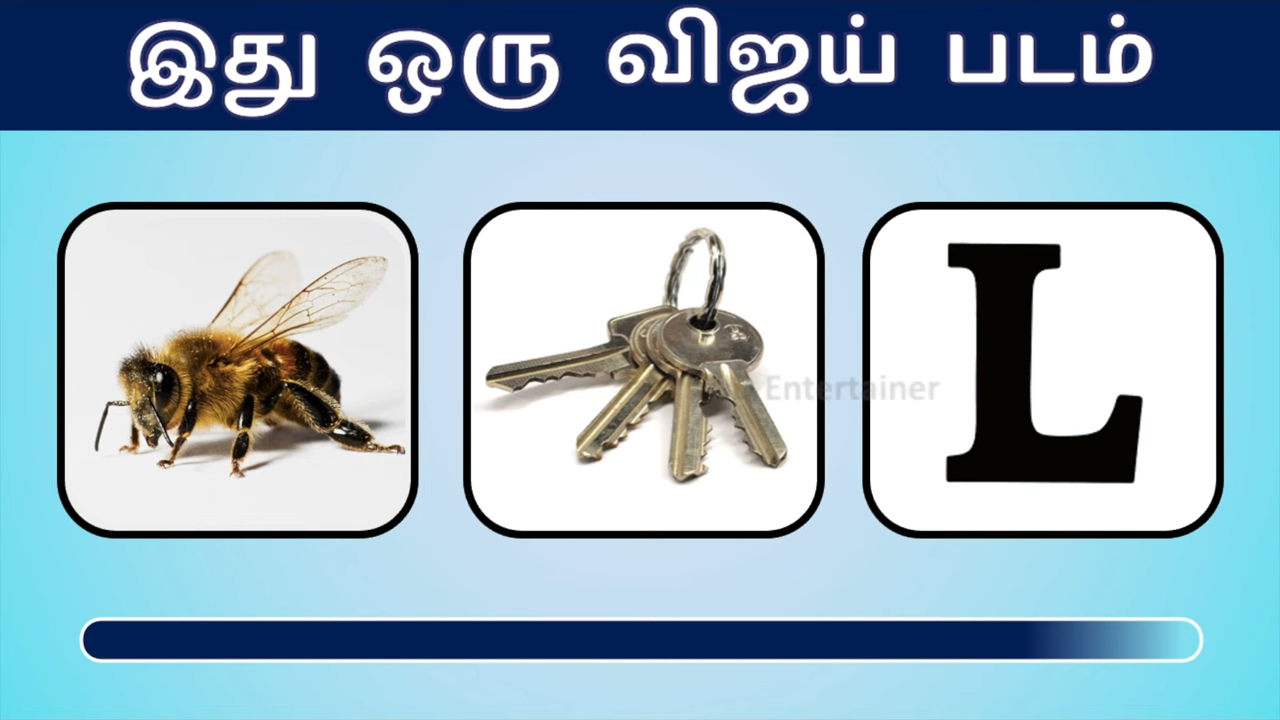 இது ஒரு விஜய் படம்
Entertainer
L